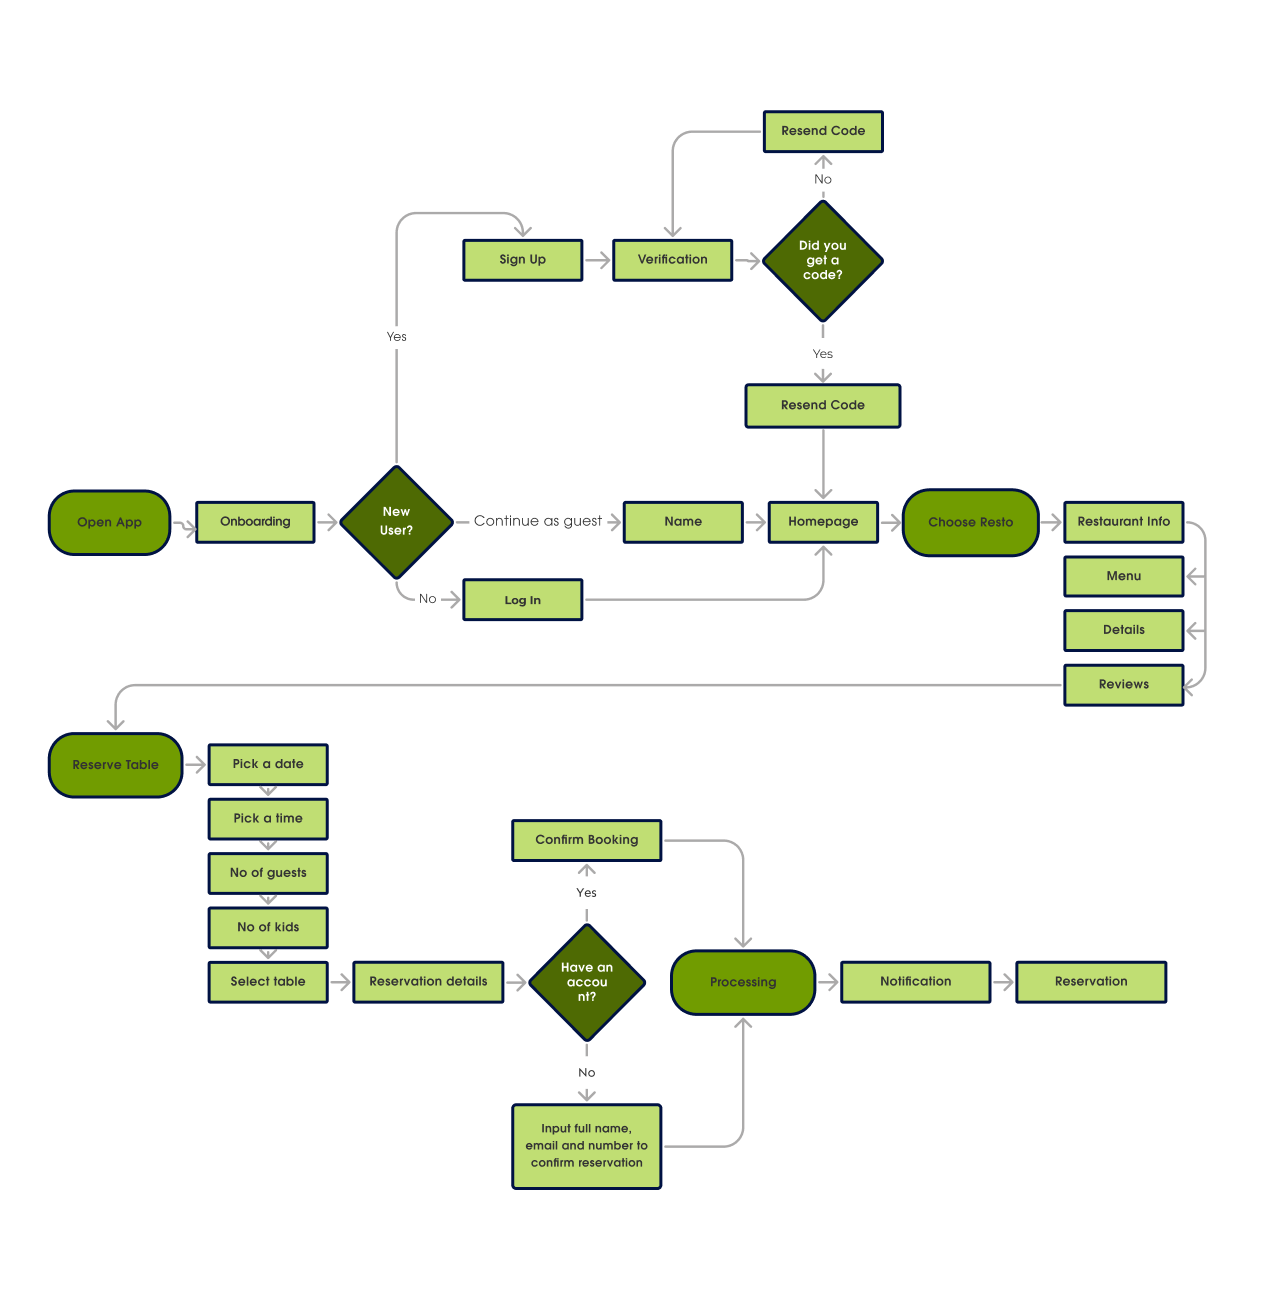 Resend Code
No
Did you
get a
code?
Sign Up
Verification
Yes
Yes
Resend Code
Open App
Onboarding
New
User?
Continue as guest
Name
Homepage
Choose Resto
Restaurant Info
Menu
No
Log In
Details
Reviews
Reserve Table
Pick a date
Pick a time
No of guests
No of kids
Select table
Reservation details
Confirm Booking
Yes
Have an
accou
nt?
Processing
Notification
Reservation
No
Input full name,
email and number to
confirm reservation